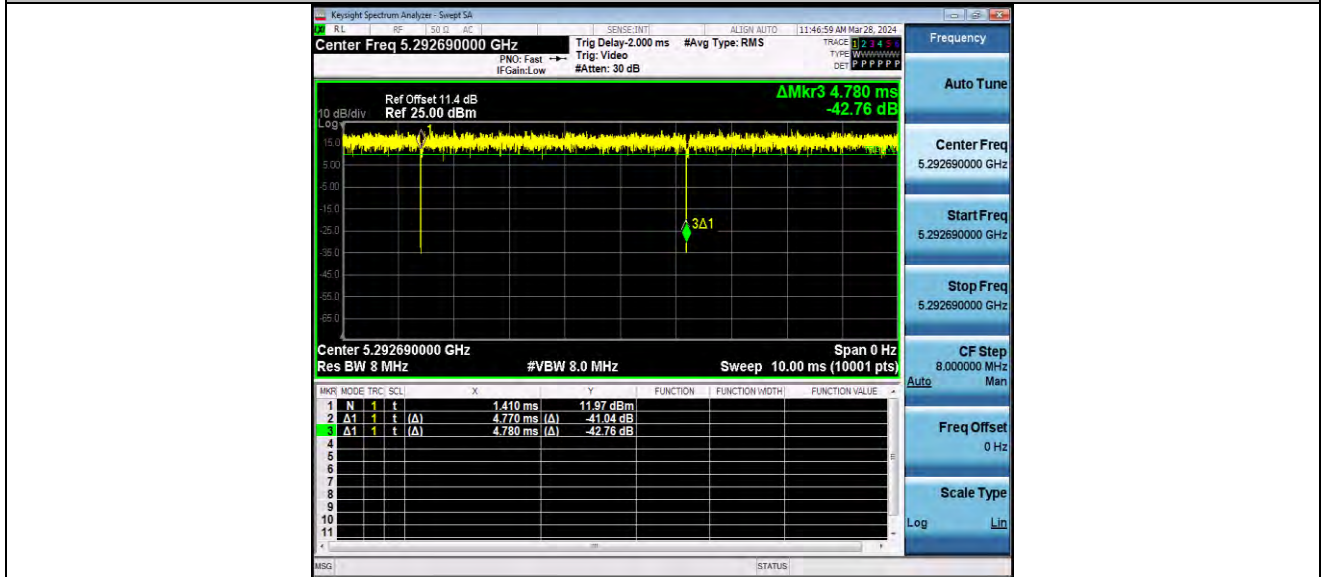 Keysight Spectrum Analyzer - Swept SA
RL RF 50 Ω AC SENSE:INT ALIGN AUTO 11:46:59 AM Mar 28, 2024
Center Freq 5.292690000 GHz Trig Delay-2.000 ms #Avg Type: RMS TRACE 1 2 3 4 5 6
PNO: Fast Trig: Video TYPE W
IFGain:Low #Atten: 30 dB DET P P P P P P
Ref Offset 11.4 dB ΔMkr3 4.780 ms
10 dB/div Ref 25.00 dBm -42.76 dB
Log
1
15.0
5.00
-5.00
-15.0
3Δ1
-25.0
-35.0
-45.0
-55.0
-65.0
Center 5.292690000 GHz Span 0 Hz
Res BW 8 MHz #VBW 8.0 MHz Sweep 10.00 ms (10001 pts)
MKR MODE TRC SCL X Y FUNCTION FUNCTION WIDTH FUNCTION VALUE
1 N 1 t 1.410 ms 11.97 dBm
2 Δ1 1 t (Δ) 4.770 ms (Δ) -41.04 dB
3 Δ1 1 t (Δ) 4.780 ms (Δ) -42.76 dB
4
5
6
7
8
9
10
11
MSG STATUS
Frequency
Auto Tune
Center Freq
5.292690000 GHz
Start Freq
5.292690000 GHz
Stop Freq
5.292690000 GHz
CF Step
8.000000 MHz
Auto Man
Freq Offset
0 Hz
Scale Type
Log Lin